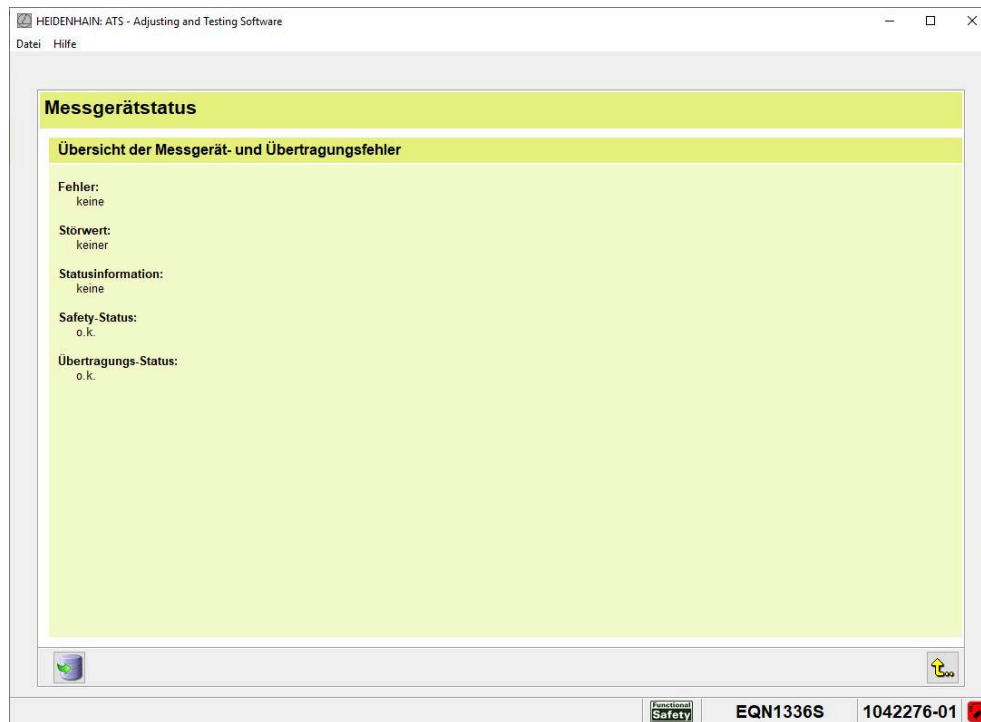 HEIDENHAIN: ATS - Adjusting and Testing Software
Datei Hilfe
Messgerätstatus
Übersicht der Messgerät- und Übertragungsfehler
Fehler:
keine
Störwert:
keiner
Statusinformation:
keine
Safety-Status:
o.k.
Übertragungs-Status:
o.k.
Functional
Safety
EQN1336S
1042276-01